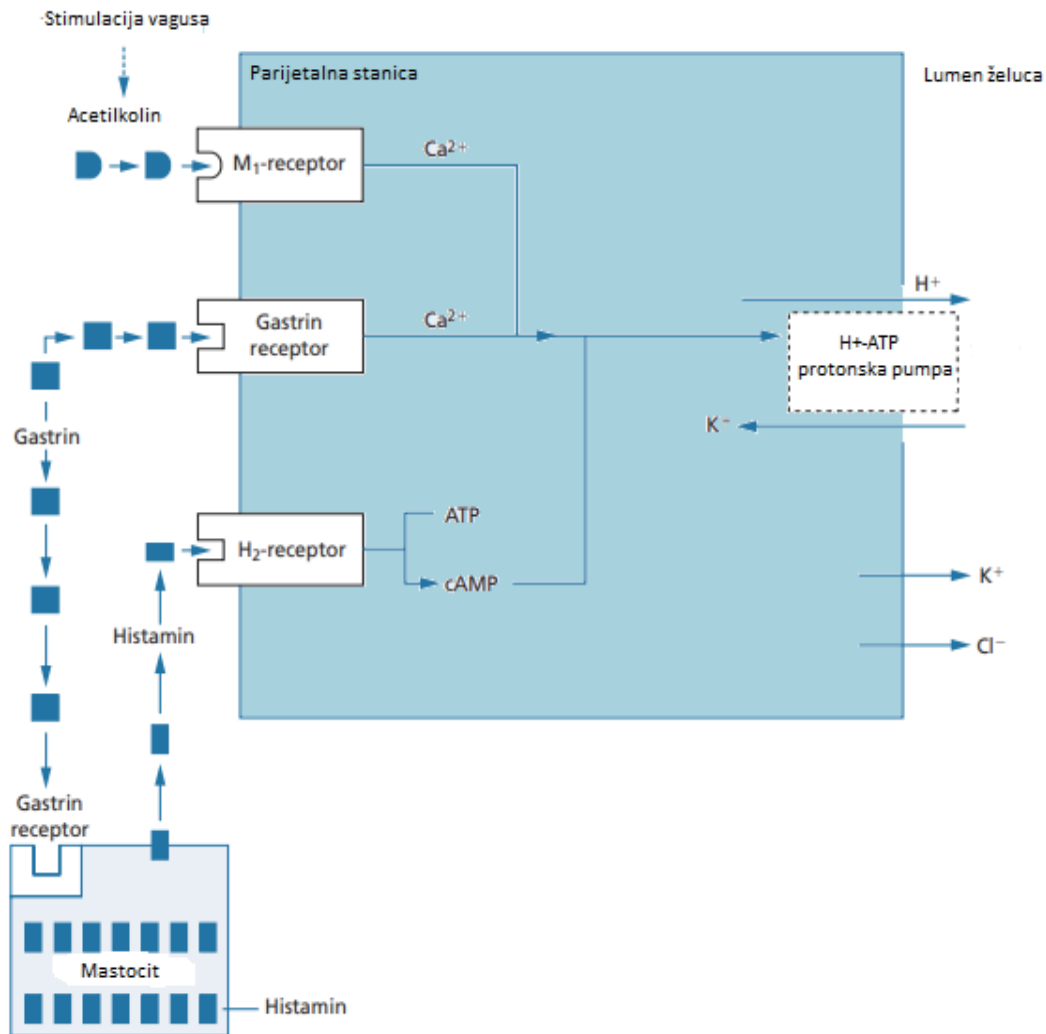 Stimulacija vagusa
Parijetalna stanica
Lumen želuca
Acetilkolin
M₁-receptor
Ca²⁺
H⁺
Gastrin
receptor
Ca²⁺
H+-ATP
protonska pumpa
K⁻
Gastrin
ATP
H₂-receptor
cAMP
K⁺
Histamin
Cl⁻
Gastrin
receptor
Mastocit
Histamin